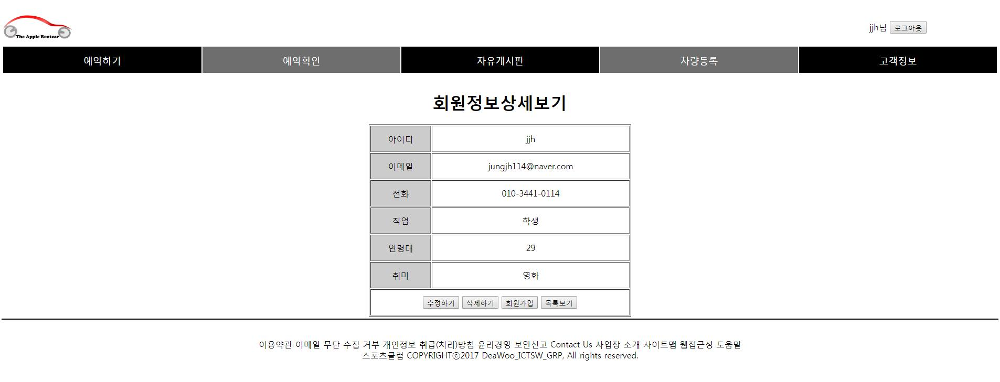 The Apple Rentcar
jjh님 로그아웃
예약하기 예약확인 자유게시판 차량등록 고객정보
회원정보상세보기
아이디 jjh
이메일 jungjh114@naver.com
전화 010-3441-0114
직업 학생
연령대 29
취미 영화
수정하기 삭제하기 회원가입 목록보기
이용약관 이메일 무단 수집 거부 개인정보 취급(처리)방침 윤리경영 보안신고 Contact Us 사업장 소개 사이트맵 웹접근성 도움말
스포츠클럽 COPYRIGHTⓒ2017 DeaWoo_ICTSW_GRP, All rights reserved.